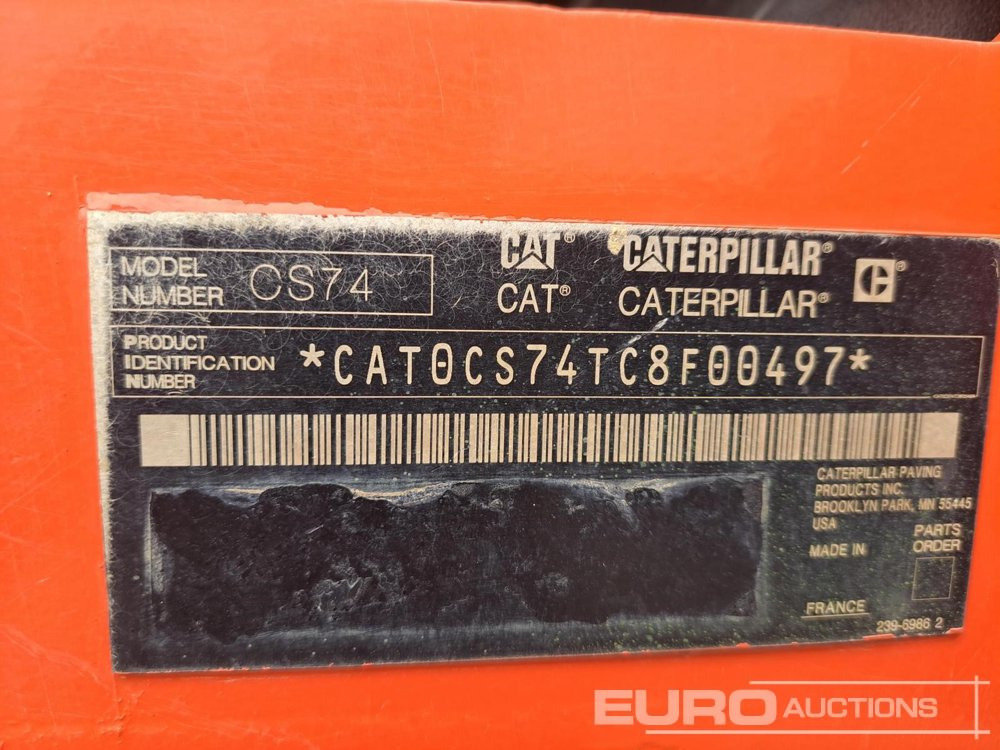 CAT® CATERPILLAR®
CAT® CATERPILLAR® C®
MODEL
NUMBER CS74
PRODUCT
IDENTIFICATION
NUMBER
*CAT0CS74TC8F00497*
CATERPILLAR PAVING
PRODUCTS INC.
BROOKLYN PARK, MN 55445
USA
MADE IN
FRANCE
PARTS
ORDER
239-5986 2
EURO AUCTIONS